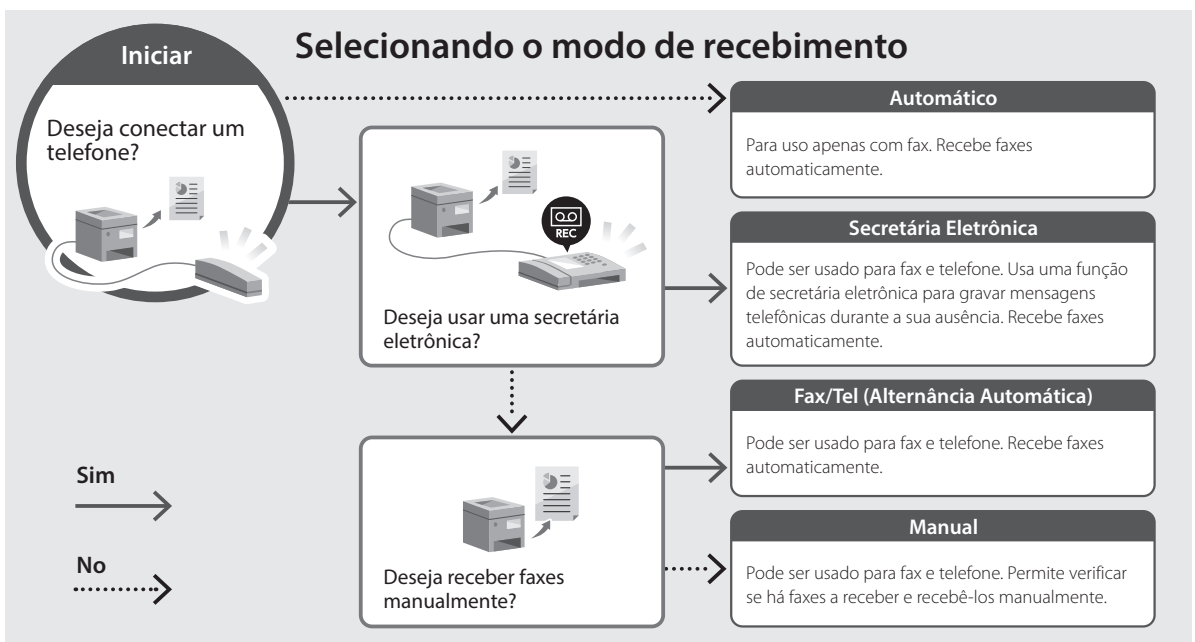 Iniciar
Selecionando o modo de recebimento
Deseja conectar um
telefone?
Automático
Para uso apenas com fax. Recebe faxes
automaticamente.
REC
Deseja usar uma secretária
eletrônica?
Secretária Eletrônica
Pode ser usado para fax e telefone. Usa uma função
de secretária eletrônica para gravar mensagens
telefônicas durante a sua ausência. Recebe faxes
automaticamente.
Fax/Tel (Alternância Automática)
Pode ser usado para fax e telefone. Recebe faxes
automaticamente.
Sim
No
Deseja receber faxes
manualmente?
Manual
Pode ser usado para fax e telefone. Permite verificar
se há faxes a receber e recebê-los manualmente.